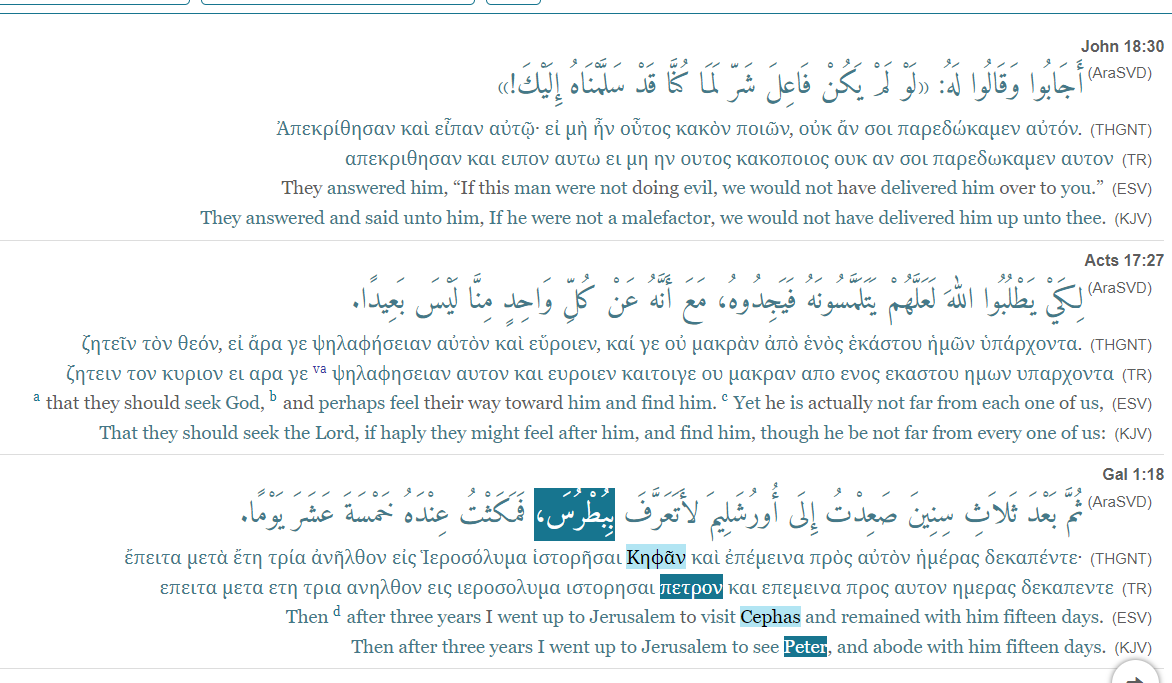 John 18:30
(AraSVD) أَجَابُوا وَقَالُوا لَهُ: «لَوْ لَمْ يَكُنْ فَاعِلَ شَرّ لَمَا كُنَّا قَدْ سَلَّمْنَاهُ إِلَيْكَ!»
Ἀπεκρίθησαν καὶ εἶπαν αὐτῷ· εἰ μὴ ἦν οὗτος κακὸν ποιῶν, οὐκ ἄν σοι παρεδώκαμεν αὐτόν. (THGNT)
απεκριθησαν και ειπον αυτω ει μη ην ουτος κακοποιος ουκ αν σοι παρεδωκαμεν αυτον (TR)
They answered him, “If this man were not doing evil, we would not have delivered him over to you.” (ESV)
They answered and said unto him, If he were not a malefactor, we would not have delivered him up unto thee. (KJV)
Acts 17:27
(AraSVD) لِكَيْ يَطْلُبُوا اللهَ لَعَلَّهُمْ يَتَلَمَّسُونَهُ فَيَجِدُوهُ، مَعَ أَنَّهُ عَنْ كُلِّ وَاحِدٍ مِنَّا لَيْسَ بَعِيدًا.
ζητεῖν τὸν θεόν, εἰ ἄρα γε ψηλαφήσειαν αὐτὸν καὶ εὕροιεν, καί γε οὐ μακρὰν ἀπὸ ἑνὸς ἑκάστου ἡμῶν ὑπάρχοντα. (THGNT)
ζητειν τον κυριον ει αρα γε va ψηλαφησειαν αυτον και ευροιεν καιτοιγε ου μακραν απο ενος εκαστου ημων υπαρχοντα (TR)
a that they should seek God, b and perhaps feel their way toward him and find him. c Yet he is actually not far from each one of us, (ESV)
That they should seek the Lord, if haply they might feel after him, and find him, though he be not far from every one of us: (KJV)
Gal 1:18
(AraSVD) ثُمَّ بَعْدَ ثَلاَثِ سِنِينَ صَعِدْتُ إِلَى أُورُشَلِيمَ لأَتَعَرَّفَ بِبُطْرُسَ، فَمَكَثْتُ عِنْدَهُ خَمْسَةَ عَشَرَ يَوْمًا.
ἔπειτα μετὰ ἔτη τρία ἀνῆλθον εἰς Ἱεροσόλυμα ἱστορῆσαι Κηφᾶν καὶ ἐπέμεινα πρὸς αὐτὸν ἡμέρας δεκαπέντε· (THGNT)
επειτα μετα ετη τρια ανηλθον εις ιεροσολυμα ιστορησαι πετρον και επεμεινα προς αυτον ημερας δεκαπεντε (TR)
Then d after three years I went up to Jerusalem to visit Cephas and remained with him fifteen days. (ESV)
Then after three years I went up to Jerusalem to see Peter, and abode with him fifteen days. (KJV)